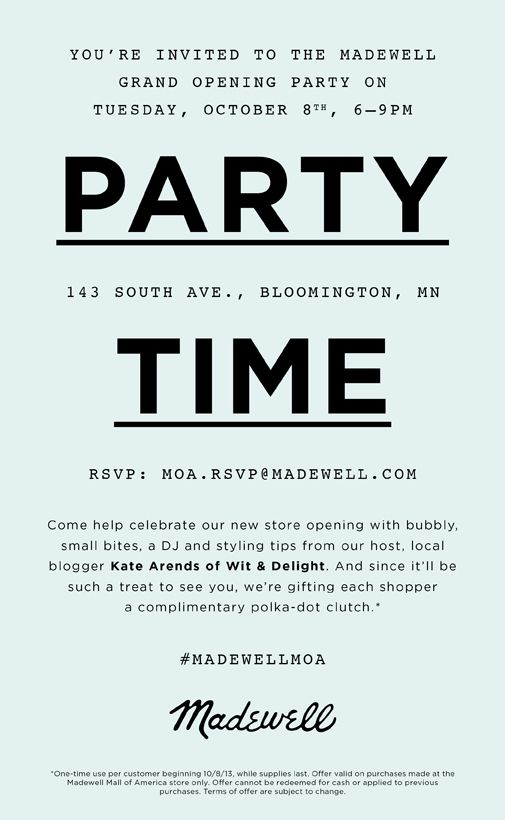 YOU'RE INVITED TO THE MADEWELL
GRAND OPENING PARTY ON
TUESDAY, OCTOBER 8TH, 6–9PM
PARTY
143 SOUTH AVE., BLOOMINGTON, MN
TIME
RSVP: MOA.RSVP@MADEWELL.COM
Come help celebrate our new store opening with bubbly,
small bites, a DJ and styling tips from our host, local
blogger Kate Arends of Wit & Delight. And since it'll be
such a treat to see you, we're gifting each shopper
a complimentary polka-dot clutch.*
#MADEWELLMOA
Madewell
*One-time use per customer beginning 10/8/13, while supplies last. Offer valid on purchases made at the
Madewell Mall of America store only. Offer cannot be redeemed for cash or applied to previous
purchases. Terms of offer are subject to change.